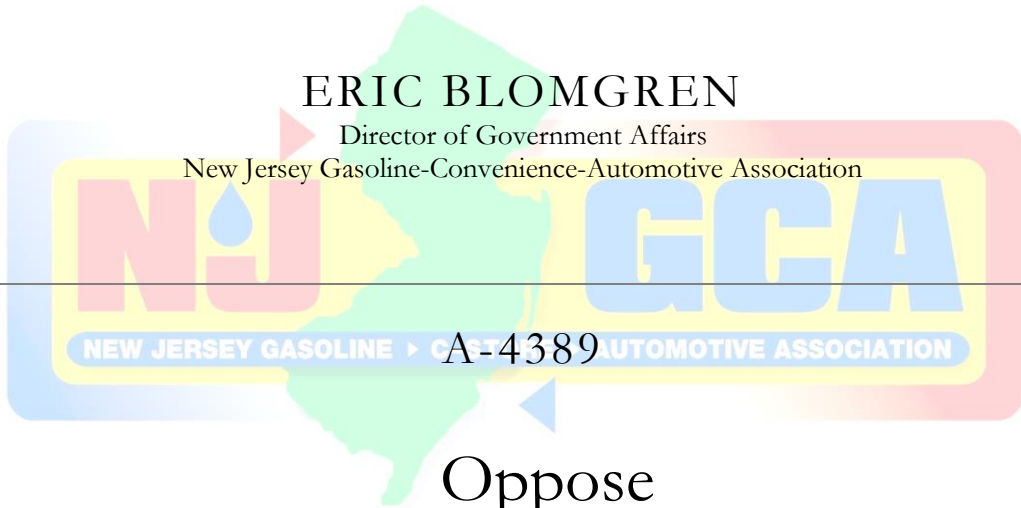 ERIC BLOMGREN
Director of Government Affairs
New Jersey Gasoline-Convenience-Automotive Association
NJ GCA
NEW JERSEY GASOLINE AUTOMOTIVE ASSOCIATION
A-4389
Oppose